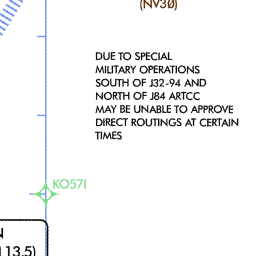 (NV30)
DUE TO SPECIAL
MILITARY OPERATIONS
SOUTH OF J32-94 AND
NORTH OF J84 ARTCC
MAY BE UNABLE TO APPROVE
DIRECT ROUTINGS AT CERTAIN
TIMES
KO57I
N
113.5)